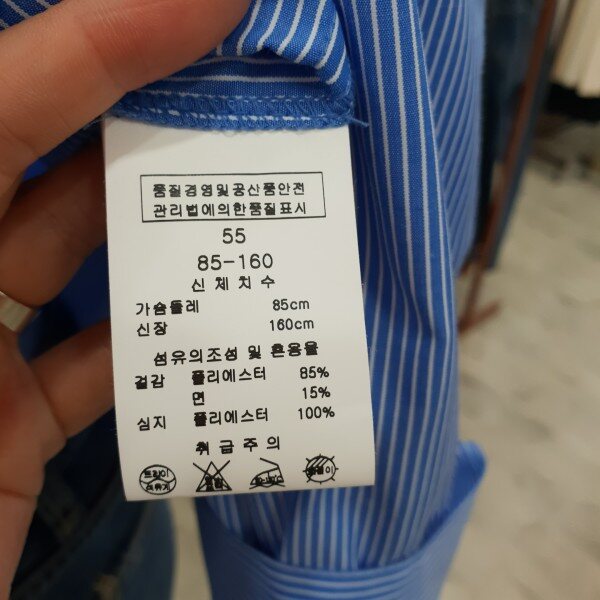 품질경영및공산품안전
관리법에의한품질표시
55
85-160
신체치수
가슴둘레 85cm
신장 160cm
섬유의조성 및 혼용율
겉감 폴리에스터 85%
면 15%
심지 폴리에스터 100%
취급주의
드라이